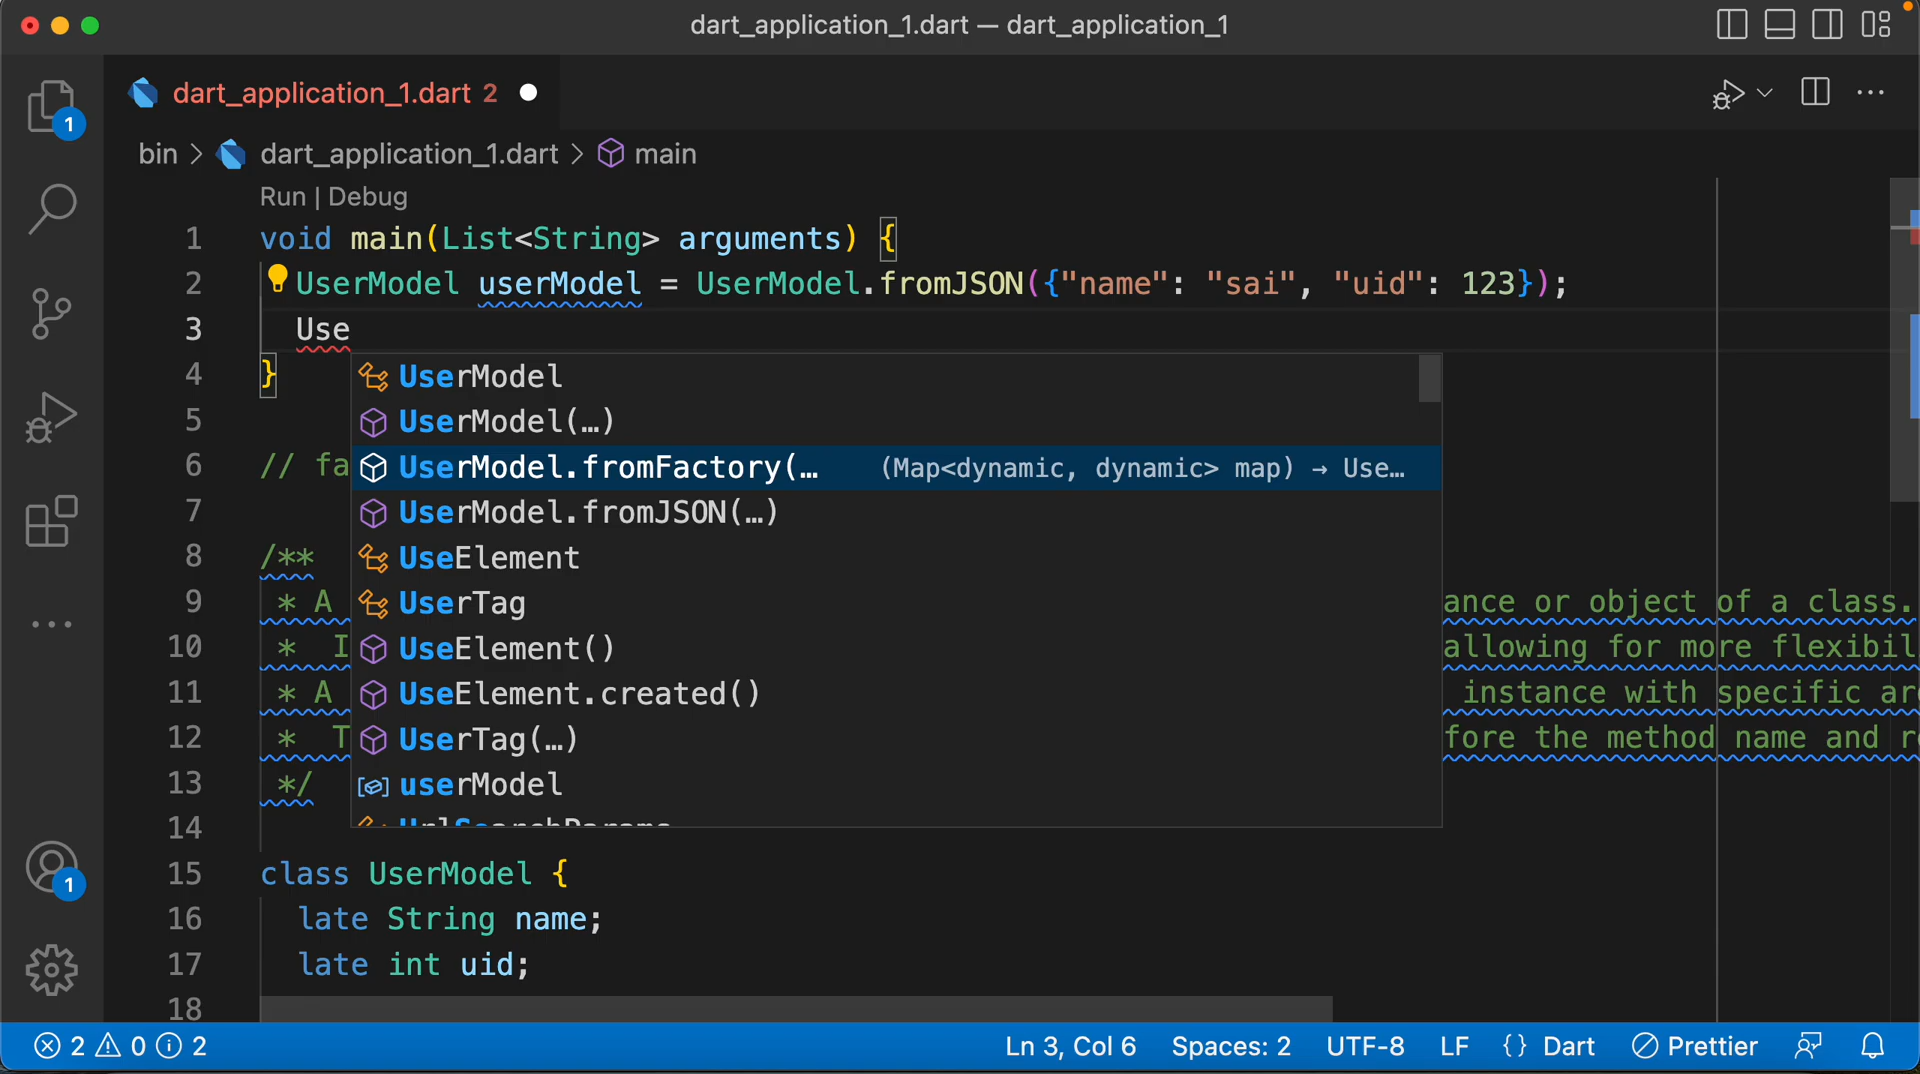 dart_application_1.dart — dart_application_1
1
dart_application_1.dart 2
bin > dart_application_1.dart > main
Run | Debug
1 void main(List<String> arguments) {
2 UserModel userModel = UserModel.fromJSON({"name": "sai", "uid": 123});
3 Use
4 }
UserModel
5
UserModel(…)
6 // fa
UserModel.fromFactory(… (Map<dynamic, dynamic> map) → Use…
7
UserModel.fromJSON(…)
8 /**
UseElement
9 * A
UserTag
ance or object of a class.
10 * I
UseElement()
allowing for more flexibil
11 * A
UseElement.created()
instance with specific
12 * T
UserTag(…)
fore the method name and
13 */
userModel
14
UrlSearchParams
15 class UserModel {
1
16 late String name;
17 late int uid;
18
2 0 2
Ln 3, Col 6 Spaces: 2 UTF-8 LF {} Dart Prettier